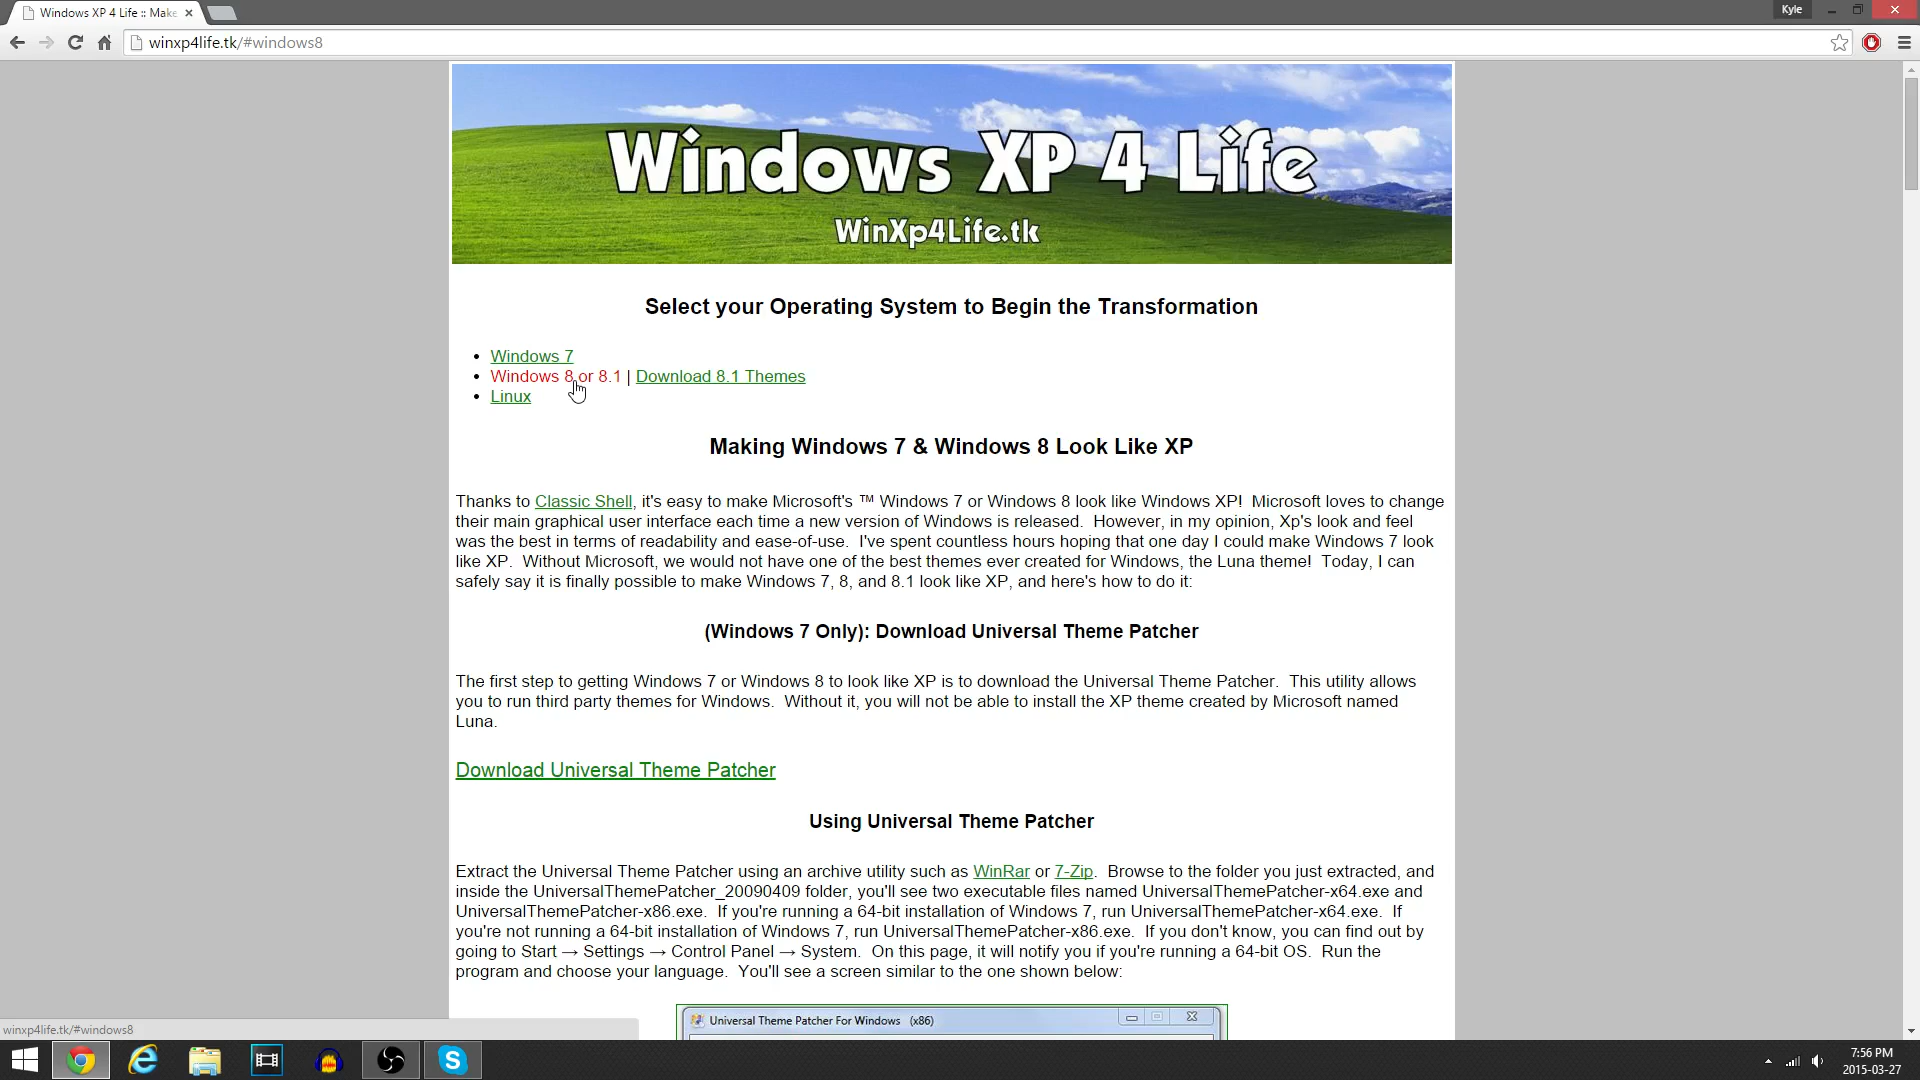 Windows XP 4 Life :: Make
Kyle
winxp4life.tk/#windows8
Windows XP 4 Life
WinXp4Life.tk
Select your Operating System to Begin the Transformation
Windows 7
Windows 8 or 8.1 | Download 8.1 Themes
Linux
Making Windows 7 & Windows 8 Look Like XP
Thanks to Classic Shell, it's easy to make Microsoft's ™ Windows 7 or Windows 8 look like Windows XP! Microsoft loves to change
their main graphical user interface each time a new version of Windows is released. However, in my opinion, Xp's look and feel
was the best in terms of readability and ease-of-use. I've spent countless hours hoping that one day I could make Windows 7 look
like XP. Without Microsoft, we would not have one of the best themes ever created for Windows, the Luna theme! Today, I can
safely say it is finally possible to make Windows 7, 8, and 8.1 look like XP, and here's how to do it:
(Windows 7 Only): Download Universal Theme Patcher
The first step to getting Windows 7 or Windows 8 to look like XP is to download the Universal Theme Patcher. This utility allows
you to run third party themes for Windows. Without it, you will not be able to install the XP theme created by Microsoft named
Luna.
Download Universal Theme Patcher
Using Universal Theme Patcher
Extract the Universal Theme Patcher using an archive utility such as WinRar or 7-Zip. Browse to the folder you just extracted, and
inside the UniversalThemePatcher_20090409 folder, you'll see two executable files named UniversalThemePatcher-x64.exe and
UniversalThemePatcher-x86.exe. If you're running a 64-bit installation of Windows 7, run UniversalThemePatcher-x64.exe. If
you're not running a 64-bit installation of Windows 7, run UniversalThemePatcher-x86.exe. If you don't know, you can find out by
going to Start → Settings → Control Panel → System. On this page, it will notify you if you're running a 64-bit OS. Run the
program and choose your language. You'll see a screen similar to the one shown below:
Universal Theme Patcher For Windows (x86)
winxp4life.tk/#windows8
7:56 PM
2015-03-27